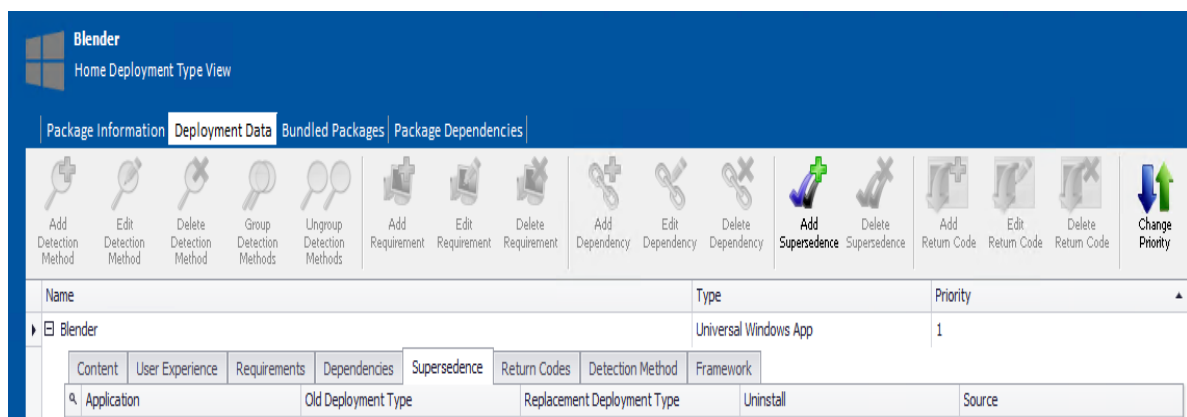 Blender
Home Deployment Type View
Package Information Deployment Data Bundled Packages Package Dependencies
Add Detection Method Edit Detection Method Delete Detection Method Group Detection Methods Ungroup Detection Methods Add Requirement Edit Requirement Delete Requirement Add Dependency Edit Dependency Delete Dependency Add Supersedence Delete Supersedence Add Return Code Edit Return Code Delete Return Code Change Priority
Name Type Priority
Blender Universal Windows App 1
Content User Experience Requirements Dependencies Supersedence Return Codes Detection Method Framework
Application Old Deployment Type Replacement Deployment Type Uninstall Source